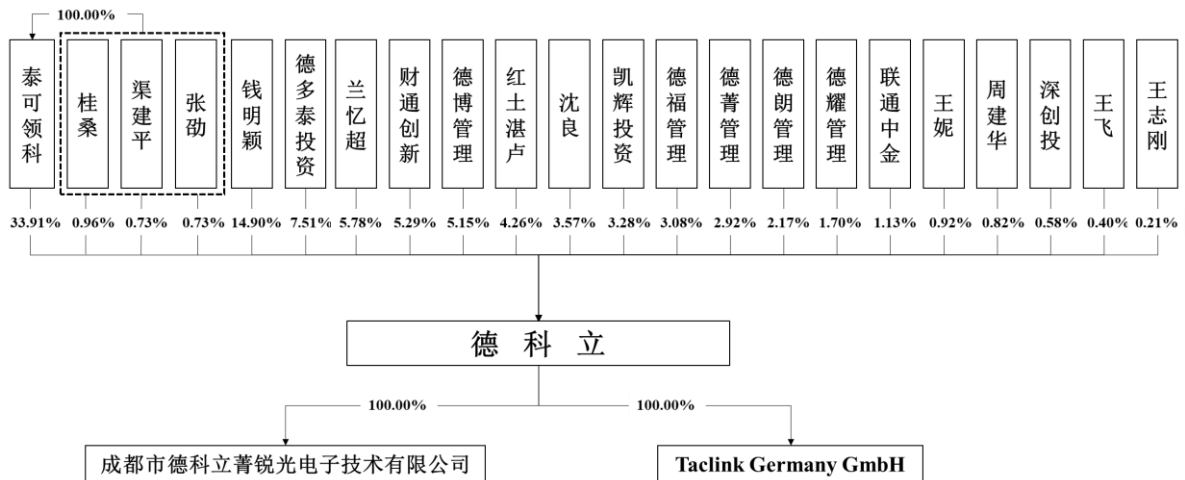 100.00%
泰可领科
桂桑
渠建平
张劭
钱明颖
德多泰投资
兰忆超
财通创新
德博管理
红土湛卢
沈良
凯辉投资
德福管理
德菁管理
德朗管理
德耀管理
联通中金
王妮
周建华
深创投
王飞
王志刚
33.91% 0.96% 0.73% 0.73% 14.90% 7.51% 5.78% 5.29% 5.15% 4.26% 3.57% 3.28% 3.08% 2.92% 2.17% 1.70% 1.13% 0.92% 0.82% 0.58% 0.40% 0.21%
德科立
100.00% 100.00%
成都市德科立菁锐光电子技术有限公司
Taclink Germany GmbH